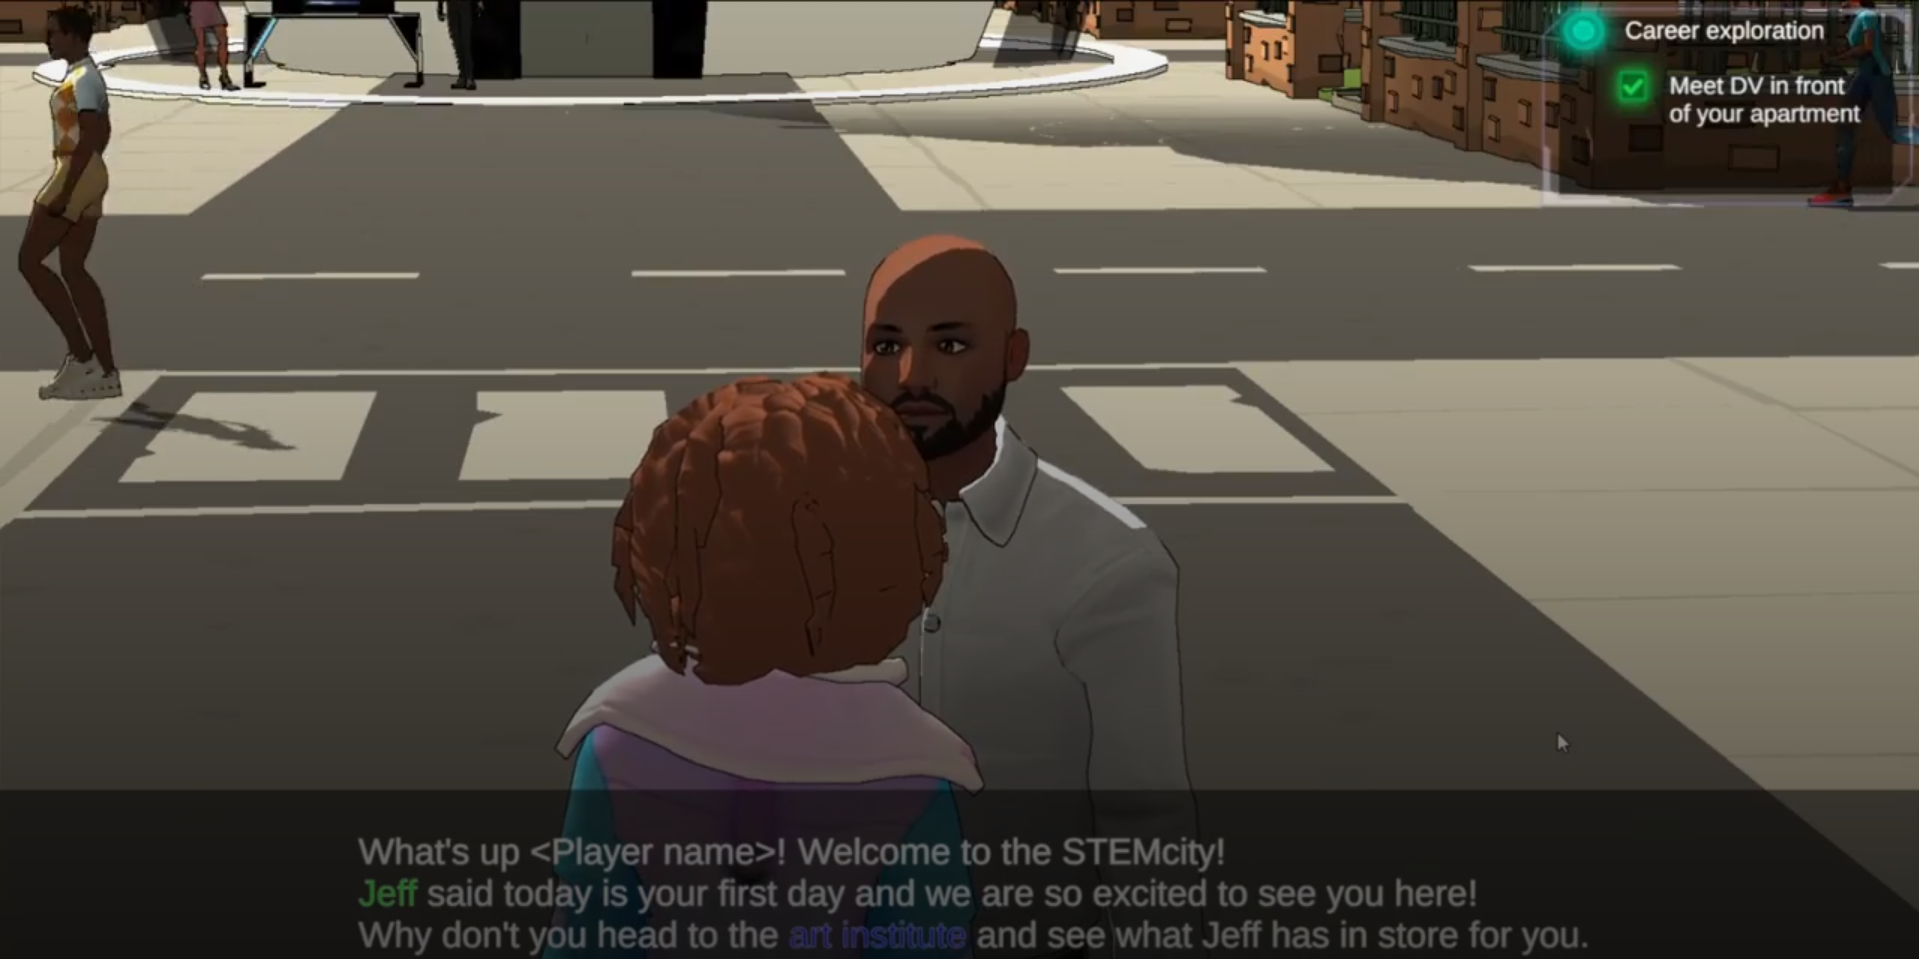 Career exploration
Meet DV in front
of your apartment
What's up <Player name>! Welcome to the STEMcity!
Jeff said today is your first day and we are so excited to see you here!
Why don't you head to the art institute and see what Jeff has in store for you.